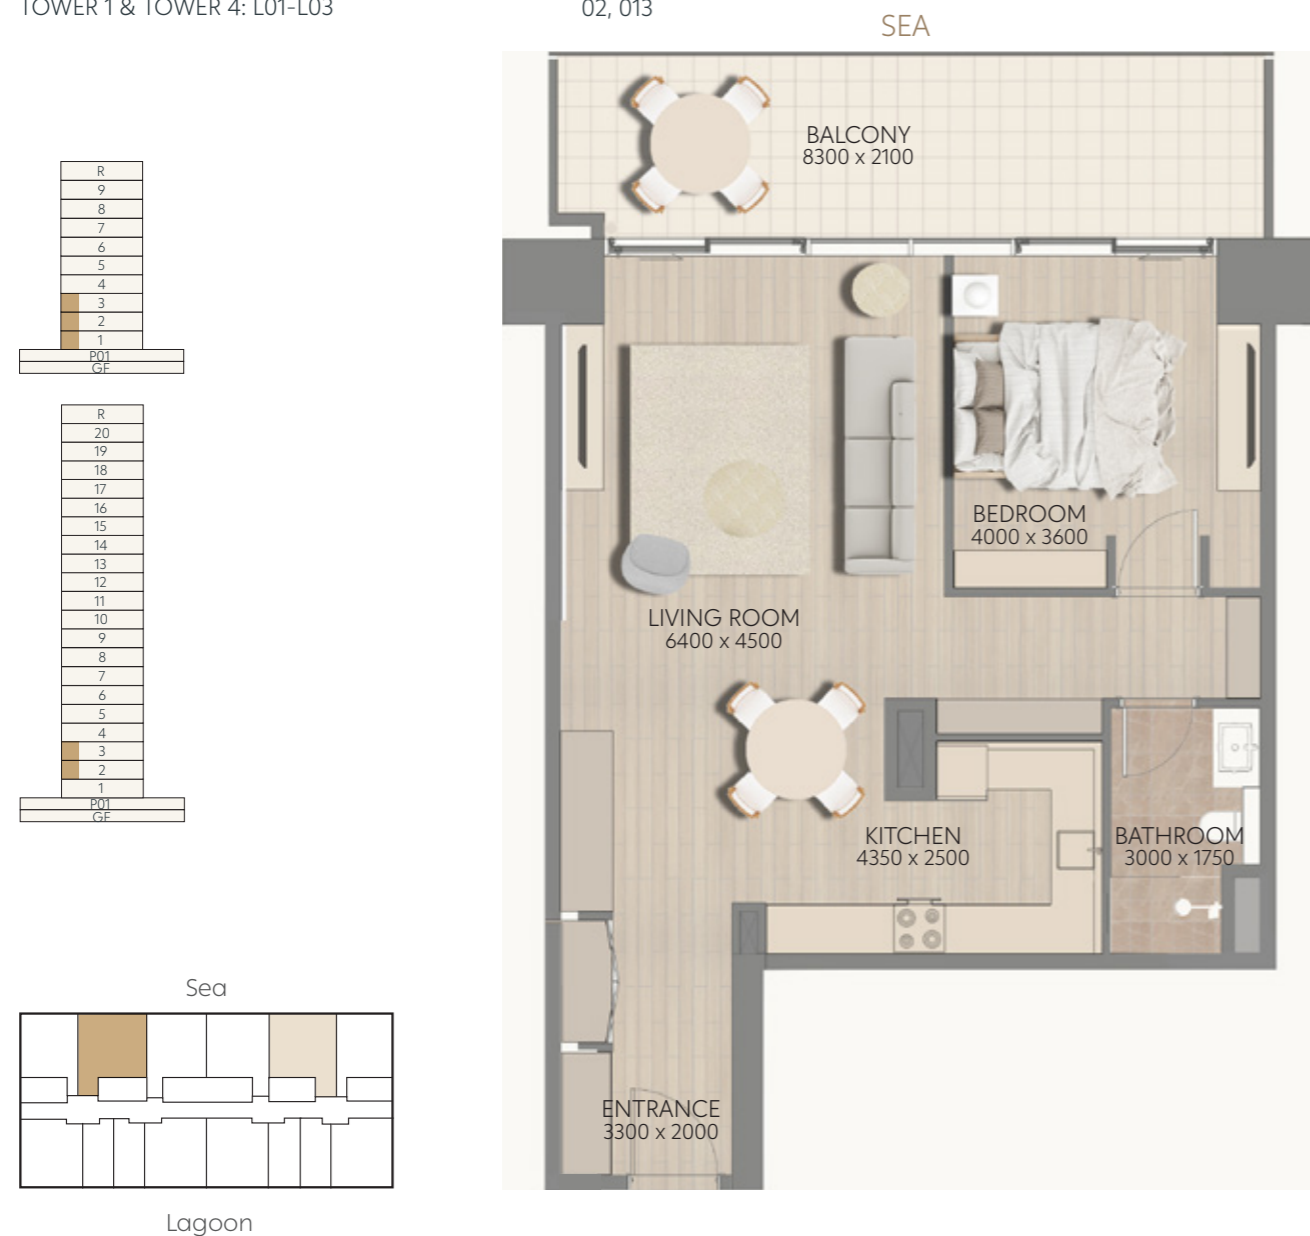 TOWER 1 & TOWER 4: L01-L03
02, 013
SEA
BALCONY
8300 x 2100
R
9
8
7
6
5
4
3
2
1
P01
GF
R
20
19
18
17
16
15
14
13
12
11
10
9
8
7
6
5
4
3
2
1
P01
GF
BEDROOM
4000 x 3600
LIVING ROOM
6400 x 4500
KITCHEN
4350 x 2500
BATHROOM
3000 x 1750
ENTRANCE
3300 x 2000
Sea
Lagoon